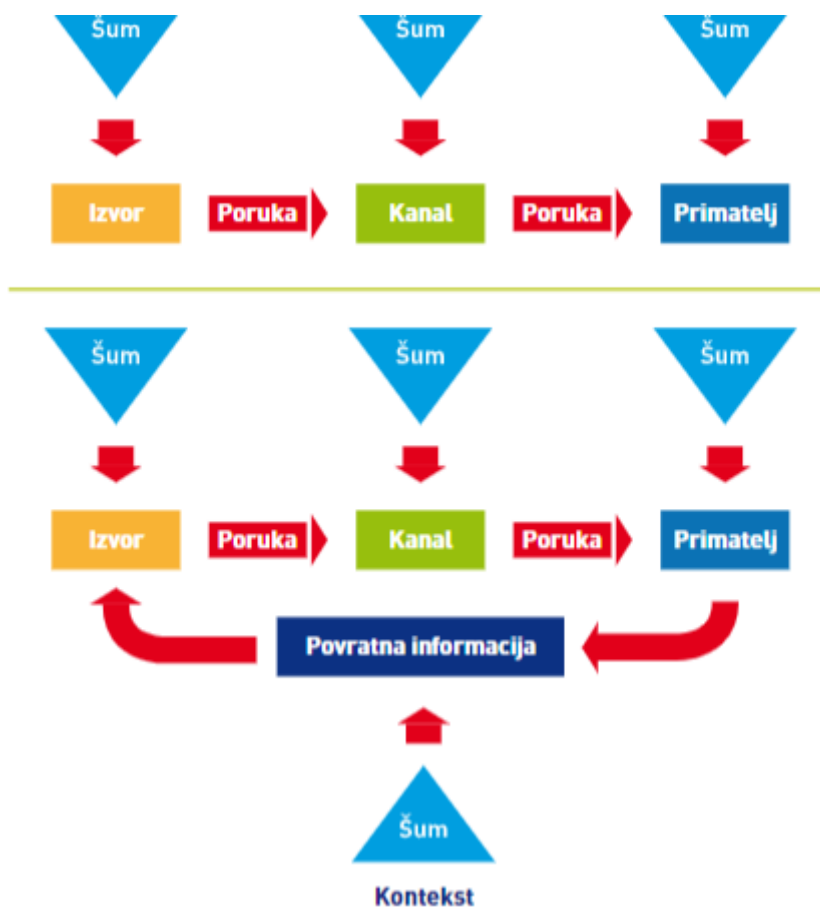 Šum Šum Šum
Izvor Poruka Kanal Poruka Primatelj
Šum Šum Šum
Izvor Poruka Kanal Poruka Primatelj
Povratna informacija
Šum
Kontekst